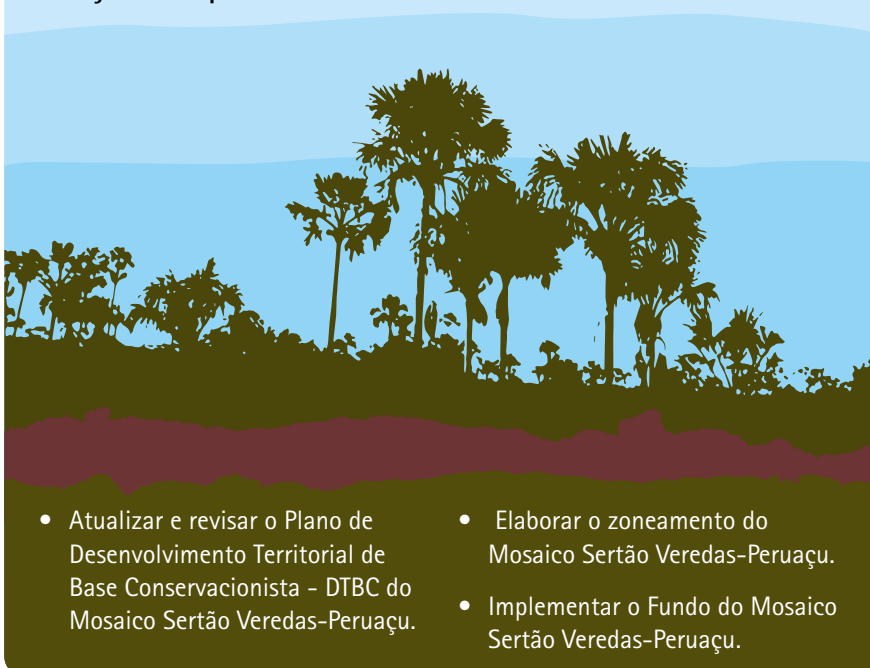 • Atualizar e revisar o Plano de
Desenvolvimento Territorial de
Base Conservacionista - DTBC do
Mosaico Sertão Veredas-Peruaçu.
• Elaborar o zoneamento do
Mosaico Sertão Veredas-Peruaçu.
• Implementar o Fundo do Mosaico
Sertão Veredas-Peruaçu.